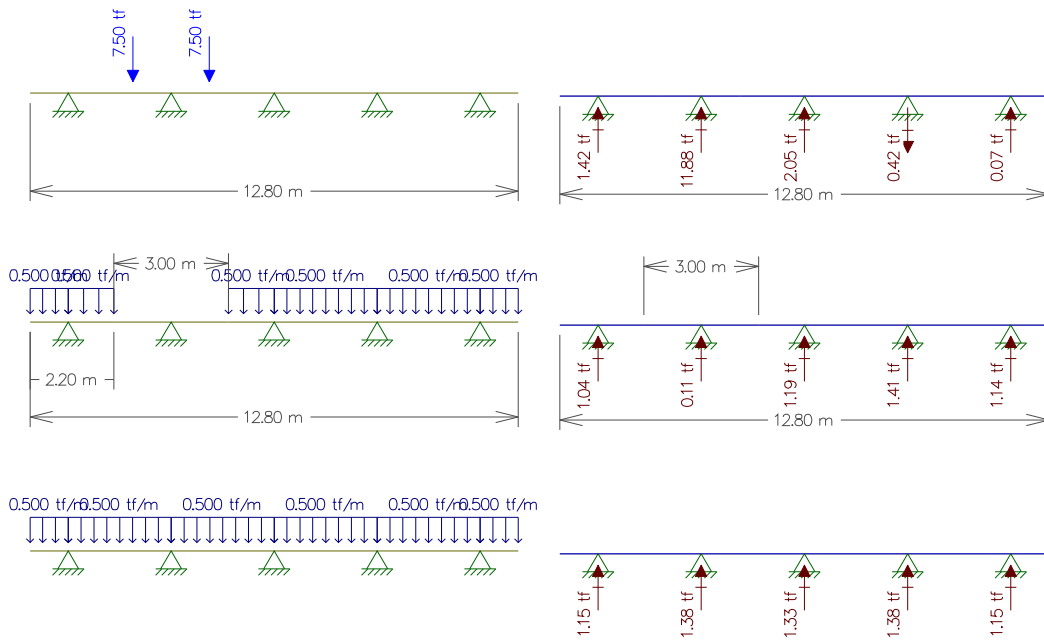 7.50 tf
7.50 tf
12.80 m
1.42 tf
11.88 tf
2.05 tf
0.42 tf
0.07 tf
12.80 m
3.00 m
0.500 tf/m
0.500 tf/m
0.500 tf/m
0.500 tf/m
0.500 tf/m
0.500 tf/m
2.20 m
12.80 m
3.00 m
1.04 tf
0.11 tf
1.19 tf
1.41 tf
1.14 tf
12.80 m
0.500 tf/m
0.500 tf/m
0.500 tf/m
0.500 tf/m
0.500 tf/m
0.500 tf/m
1.15 tf
1.38 tf
1.33 tf
1.38 tf
1.15 tf